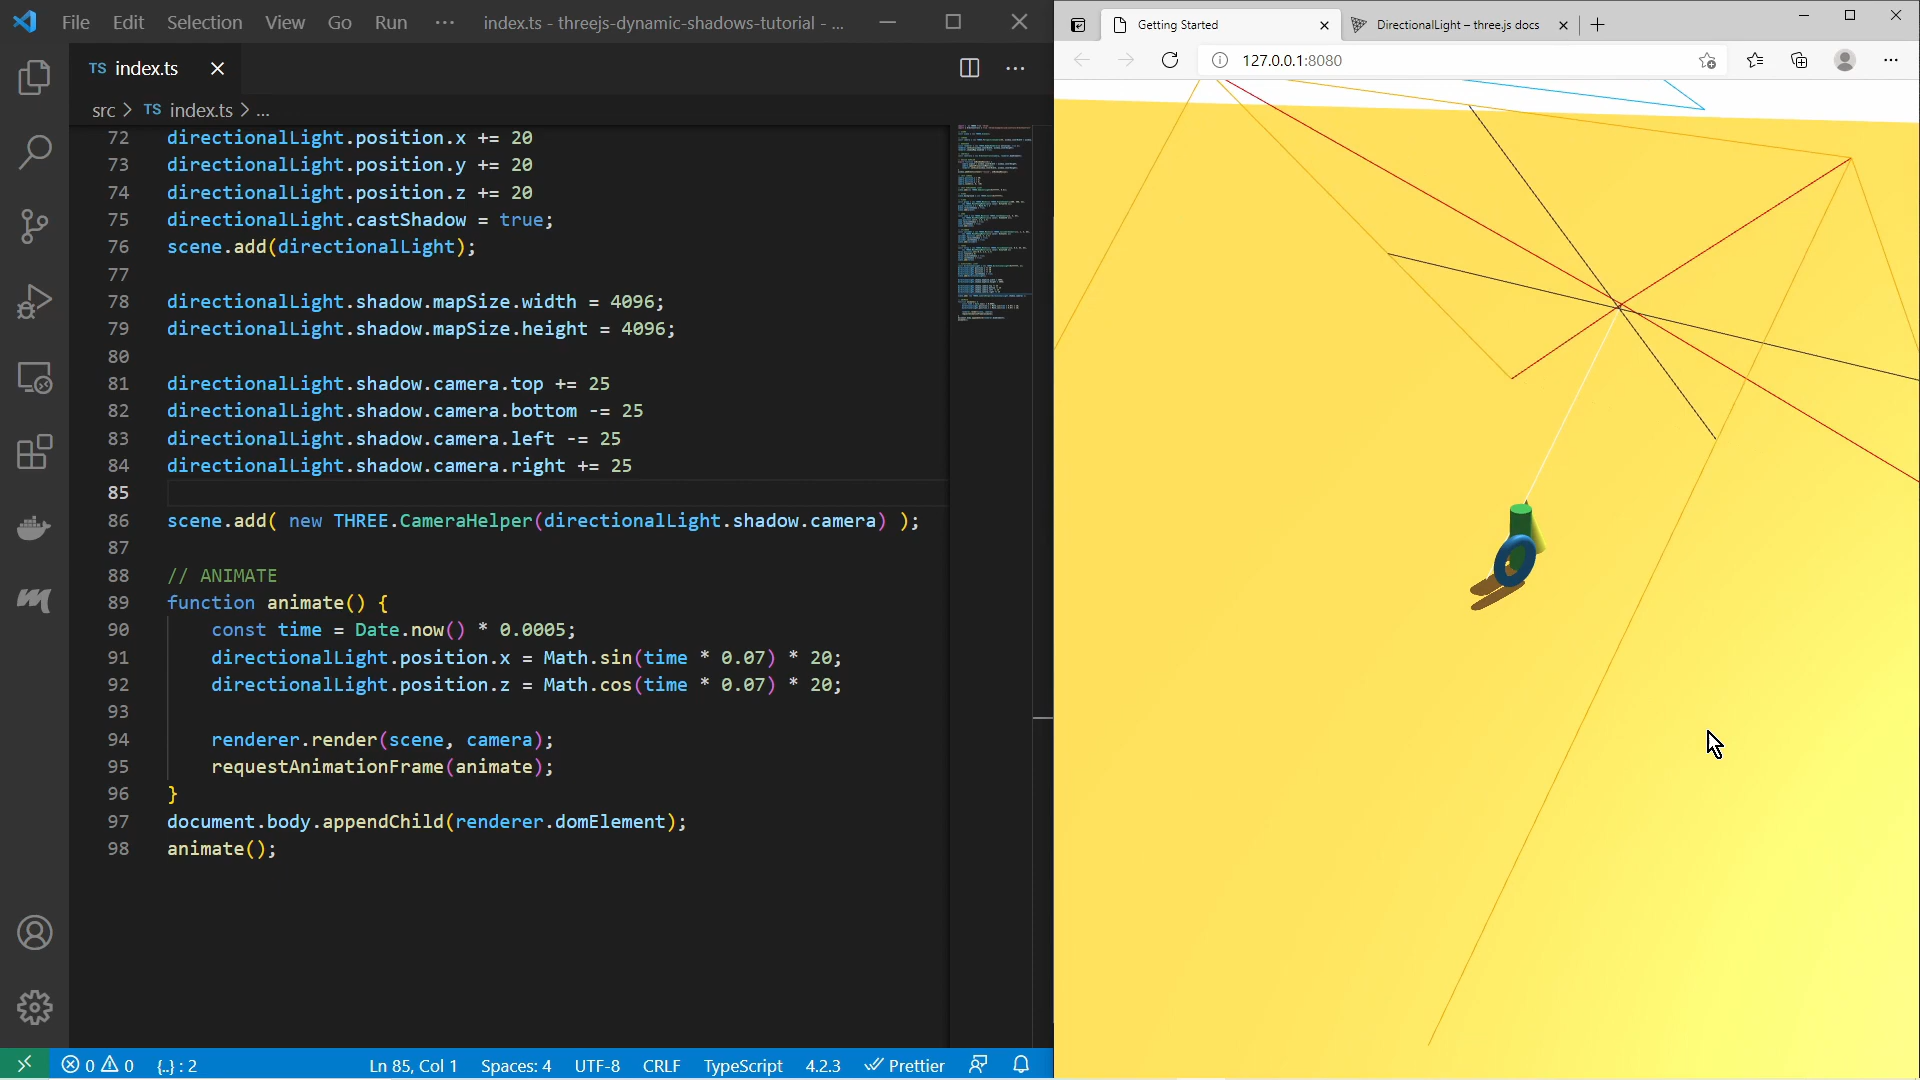 File Edit Selection View Go Run ··· index.ts - threejs-dynamic-shadows-tutorial - ...
TS index.ts
src > TS index.ts > ...
72 directionalLight.position.x += 20
73 directionalLight.position.y += 20
74 directionalLight.position.z += 20
75 directionalLight.castShadow = true;
76 scene.add(directionalLight);
77
78 directionalLight.shadow.mapSize.width = 4096;
79 directionalLight.shadow.mapSize.height = 4096;
80
81 directionalLight.shadow.camera.top += 25
82 directionalLight.shadow.camera.bottom -= 25
83 directionalLight.shadow.camera.left -= 25
84 directionalLight.shadow.camera.right += 25
85
86 scene.add( new THREE.CameraHelper(directionalLight.shadow.camera) );
87
88 // ANIMATE
89 function animate() {
90 const time = Date.now() * 0.0005;
91 directionalLight.position.x = Math.sin(time * 0.07) * 20;
92 directionalLight.position.z = Math.cos(time * 0.07) * 20;
93
94 renderer.render(scene, camera);
95 requestAnimationFrame(animate);
96 }
97 document.body.appendChild(renderer.domElement);
98 animate();
0 0 {..} : 2 Ln 85, Col 1 Spaces: 4 UTF-8 CRLF TypeScript 4.2.3 Prettier
Getting Started DirectionalLight – three.js docs
127.0.0.1:8080